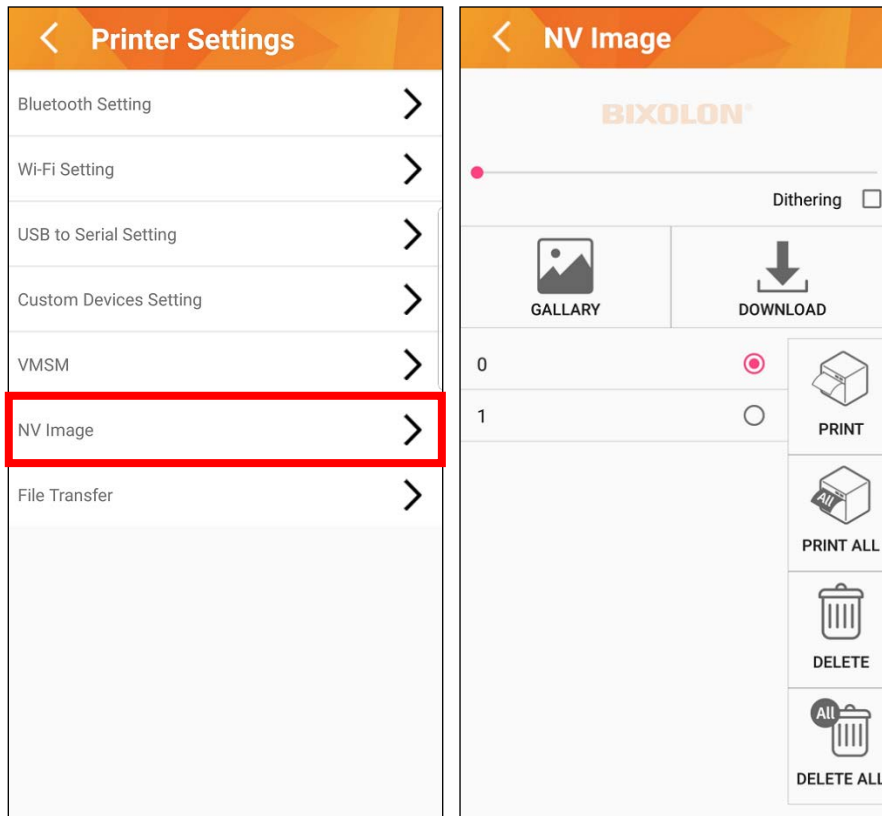 Printer Settings
Bluetooth Setting
Wi-Fi Setting
USB to Serial Setting
Custom Devices Setting
VMSM
NV Image
File Transfer
NV Image
BIXOLON®
Dithering
GALLARY
DOWNLOAD
0
1
PRINT
All
PRINT ALL
DELETE
All
DELETE ALL